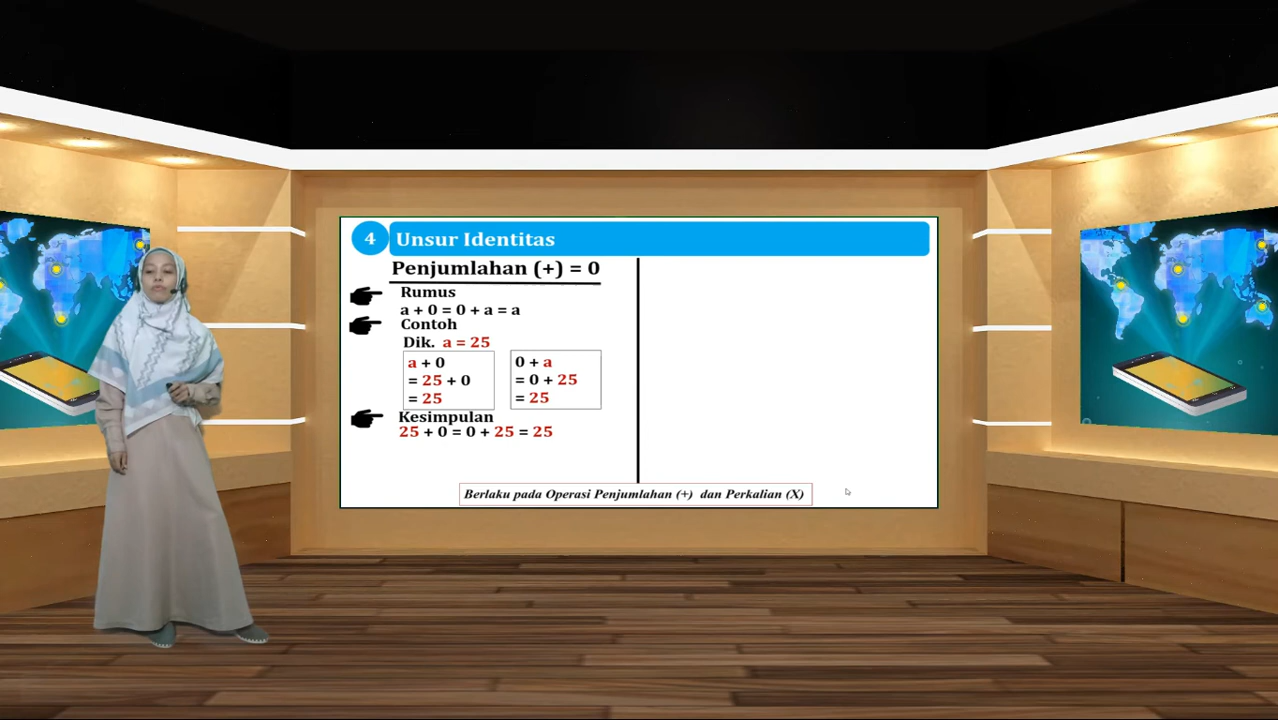 4 Unsur Identitas
Penjumlahan (+) = 0
Rumus
a + 0 = 0 + a = a
Contoh
Dik. a = 25
a + 0
= 25 + 0
= 25
0 + a
= 0 + 25
= 25
Kesimpulan
25 + 0 = 0 + 25 = 25
Berlaku pada Operasi Penjumlahan (+) dan Perkalian (X)